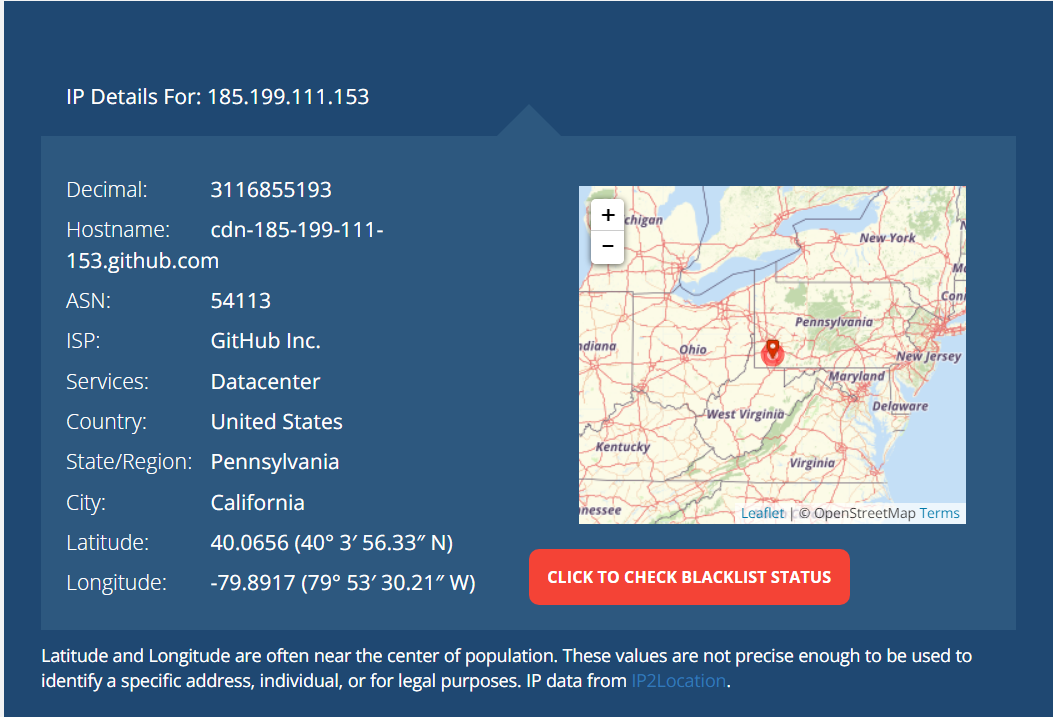 IP Details For: 185.199.111.153
Decimal: 3116855193
Hostname: cdn-185-199-111-
153.github.com
ASN: 54113
ISP: GitHub Inc.
Services: Datacenter
Country: United States
State/Region: Pennsylvania
City: California
Latitude: 40.0656 (40° 3′ 56.33″ N)
Longitude: -79.8917 (79° 53′ 30.21″ W)
+
−
chigan
New York
Pennsylvania
Ohio
ndiana
New Jersey
Maryland
Delaware
West Virginia
Kentucky
Virginia
nessee
Leaflet | © OpenStreetMap Terms
CLICK TO CHECK BLACKLIST STATUS
Latitude and Longitude are often near the center of population. These values are not precise enough to be used to
identify a specific address, individual, or for legal purposes. IP data from IP2Location.